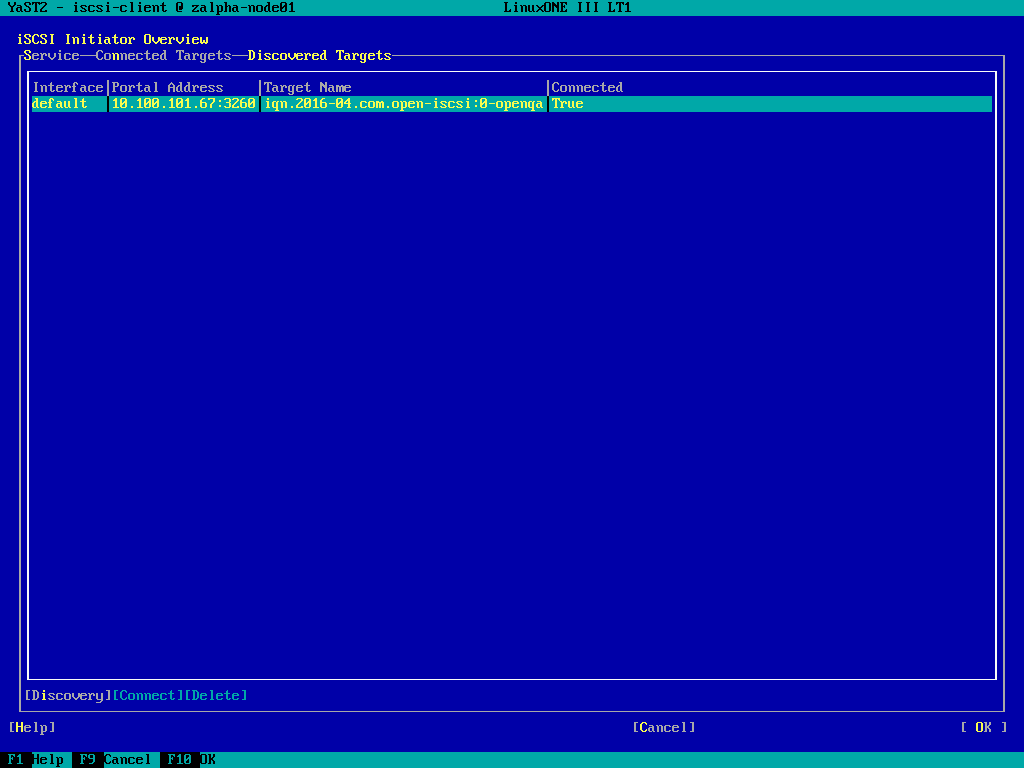 YaST2 - iscsi-client @ zalpha-node01 LinuxONE III LT1
iSCSI Initiator Overview
Service—Connected Targets—Discovered Targets
Interface|Portal Address |Target Name |Connected
default |10.100.101.67:3260|iqn.2016-04.com.open-iscsi:0-openqa|True
[Discovery][Connect][Delete]
[Help] [Cancel] [ OK ]
F1 Help F9 Cancel F10 OK